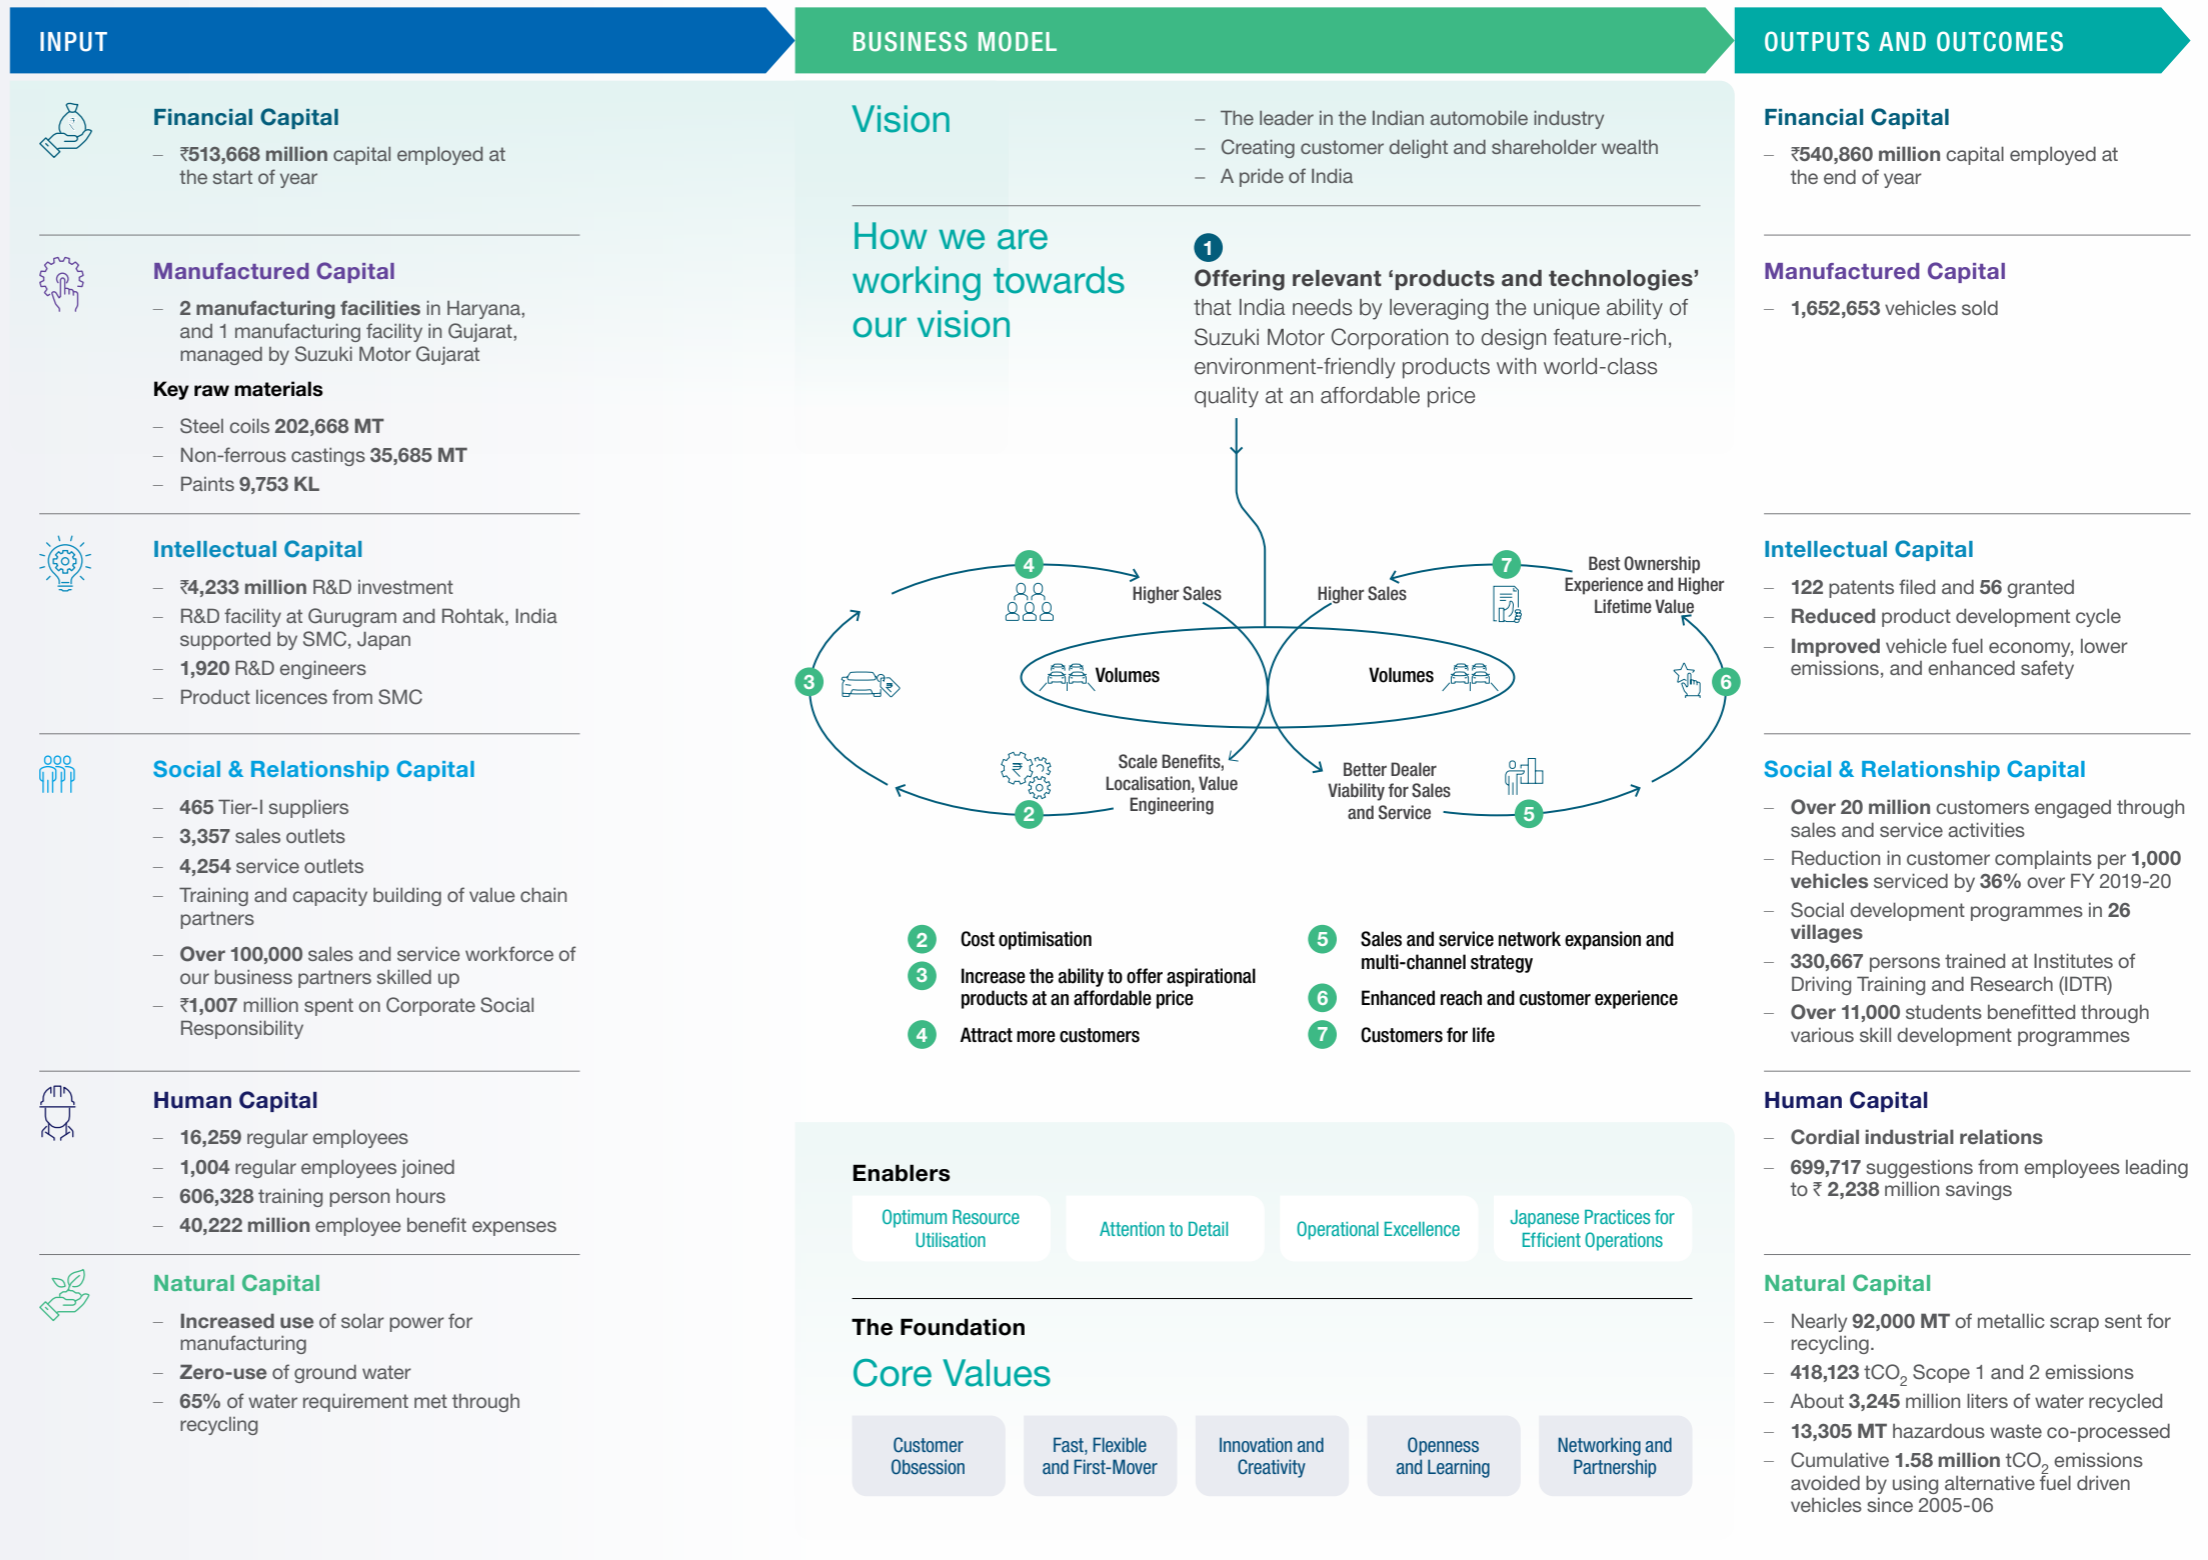 INPUT
Financial Capital
– ₹513,668 million capital employed at
the start of year
Manufactured Capital
– 2 manufacturing facilities in Haryana,
and 1 manufacturing facility in Gujarat,
managed by Suzuki Motor Gujarat
Key raw materials
– Steel coils 202,668 MT
– Non-ferrous castings 35,685 MT
– Paints 9,753 KL
Intellectual Capital
– ₹4,233 million R&D investment
– R&D facility at Gurugram and Rohtak, India
supported by SMC, Japan
– 1,920 R&D engineers
– Product licences from SMC
Social & Relationship Capital
– 465 Tier-I suppliers
– 3,357 sales outlets
– 4,254 service outlets
– Training and capacity building of value chain
partners
– Over 100,000 sales and service workforce of
our business partners skilled up
– ₹1,007 million spent on Corporate Social
Responsibility
Human Capital
– 16,259 regular employees
– 1,004 regular employees joined
– 606,328 training person hours
– 40,222 million employee benefit expenses
Natural Capital
– Increased use of solar power for
manufacturing
– Zero-use of ground water
– 65% of water requirement met through
recycling
BUSINESS MODEL
Vision
– The leader in the Indian automobile industry
– Creating customer delight and shareholder wealth
– A pride of India
How we are
working towards
our vision
1
Offering relevant ‘products and technologies’
that India needs by leveraging the unique ability of
Suzuki Motor Corporation to design feature-rich,
environment-friendly products with world-class
quality at an affordable price
4
Higher Sales
Higher Sales
7
Best Ownership
Experience and Higher
Lifetime Value
3
₹
Volumes
Volumes
6
₹
2
Scale Benefits,
Localisation, Value
Engineering
Better Dealer
Viability for Sales
and Service
5
2 Cost optimisation
3 Increase the ability to offer aspirational
products at an affordable price
4 Attract more customers
5 Sales and service network expansion and
multi-channel strategy
6 Enhanced reach and customer experience
7 Customers for life
Enablers
Optimum Resource
Utilisation
Attention to Detail
Operational Excellence
Japanese Practices for
Efficient Operations
The Foundation
Core Values
Customer
Obsession
Fast, Flexible
and First-Mover
Innovation and
Creativity
Openness
and Learning
Networking and
Partnership
OUTPUTS AND OUTCOMES
Financial Capital
– ₹540,860 million capital employed at
the end of year
Manufactured Capital
– 1,652,653 vehicles sold
Intellectual Capital
– 122 patents filed and 56 granted
– Reduced product development cycle
– Improved vehicle fuel economy, lower
emissions, and enhanced safety
Social & Relationship Capital
– Over 20 million customers engaged through
sales and service activities
– Reduction in customer complaints per 1,000
vehicles serviced by 36% over FY 2019-20
– Social development programmes in 26
villages
– 330,667 persons trained at Institutes of
Driving Training and Research (IDTR)
– Over 11,000 students benefitted through
various skill development programmes
Human Capital
– Cordial industrial relations
– 699,717 suggestions from employees leading
to ₹ 2,238 million savings
Natural Capital
– Nearly 92,000 MT of metallic scrap sent for
recycling.
– 418,123 tCO₂ Scope 1 and 2 emissions
– About 3,245 million liters of water recycled
– 13,305 MT hazardous waste co-processed
– Cumulative 1.58 million tCO₂ emissions
avoided by using alternative fuel driven
vehicles since 2005-06